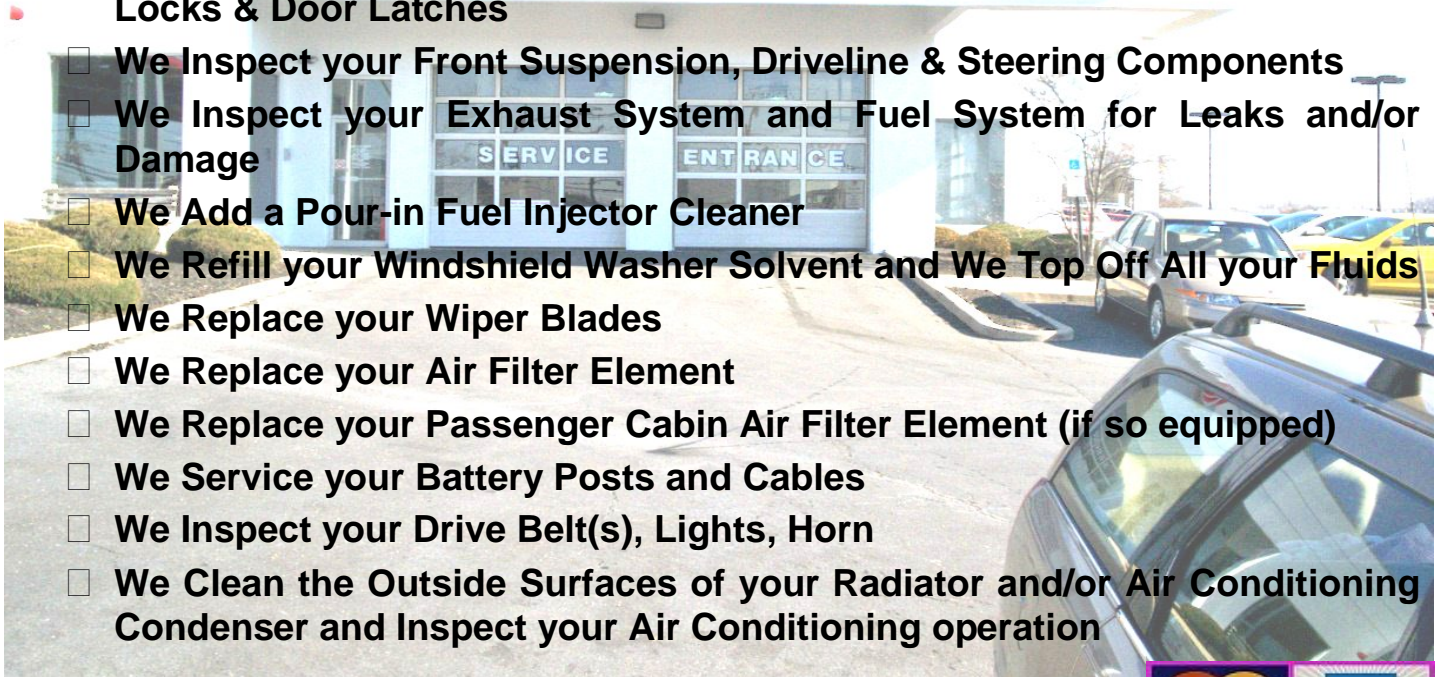 Locks & Door Latches
□ We Inspect your Front Suspension, Driveline & Steering Components
□ We Inspect your Exhaust System and Fuel System for Leaks and/or
Damage
SERVICE ENTRANCE
□ We Add a Pour-in Fuel Injector Cleaner
□ We Refill your Windshield Washer Solvent and We Top Off All your Fluids
□ We Replace your Wiper Blades
□ We Replace your Air Filter Element
□ We Replace your Passenger Cabin Air Filter Element (if so equipped)
□ We Service your Battery Posts and Cables
□ We Inspect your Drive Belt(s), Lights, Horn
□ We Clean the Outside Surfaces of your Radiator and/or Air Conditioning
Condenser and Inspect your Air Conditioning operation